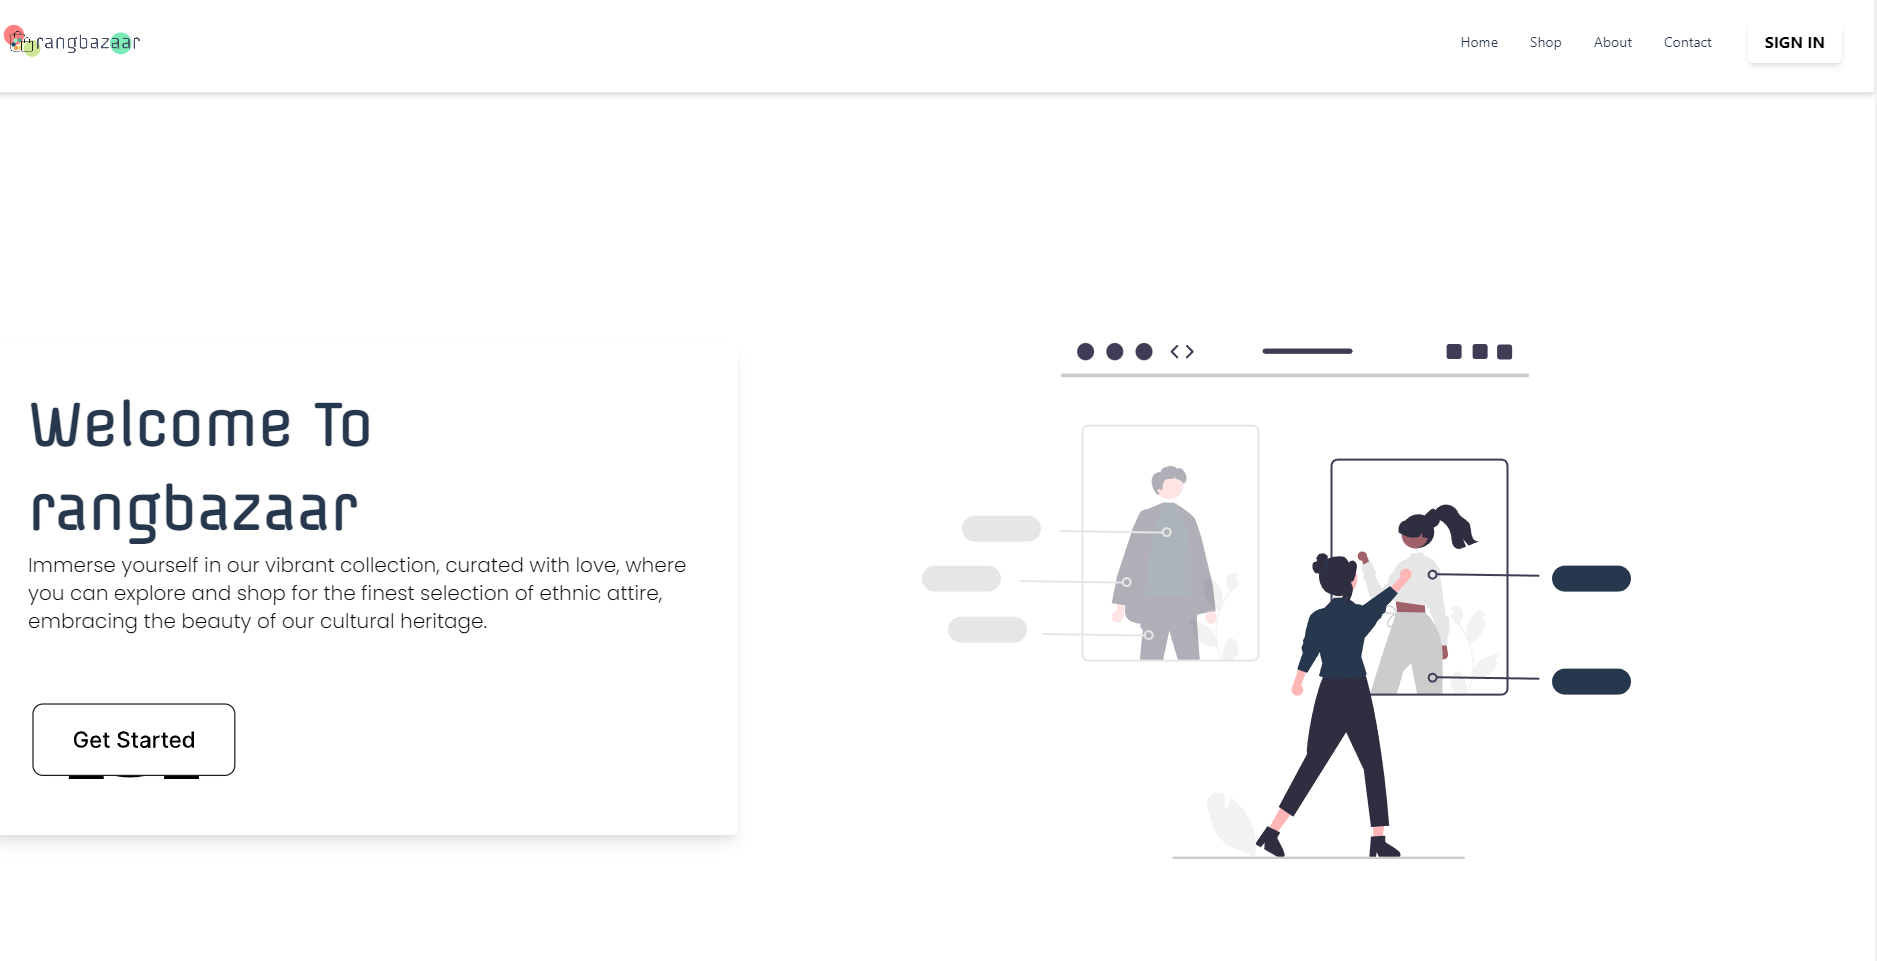 rangbazaar
Home Shop About Contact SIGN IN
Welcome To
rangbazaar
Immerse yourself in our vibrant collection, curated with love, where
you can explore and shop for the finest selection of ethnic attire,
embracing the beauty of our cultural heritage.
Get Started